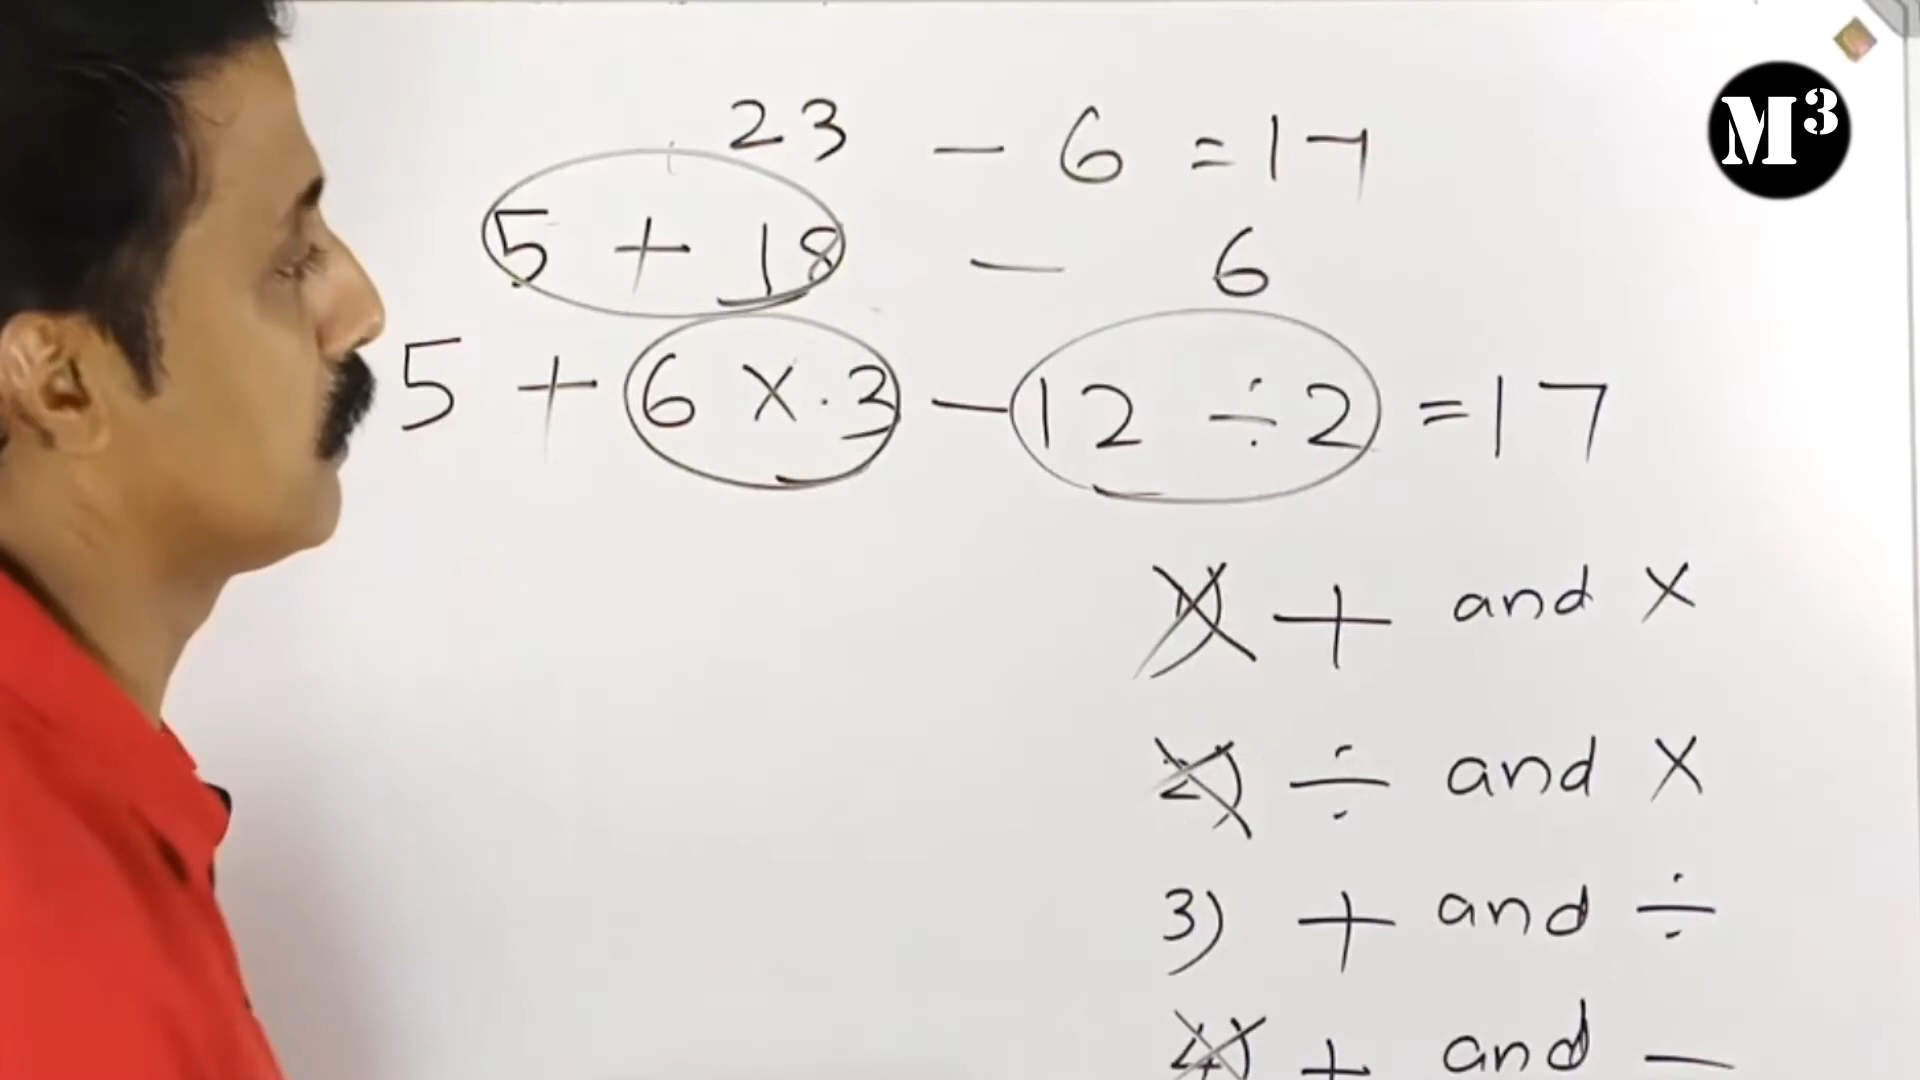 M³
23 - 6 = 17
5 + 18 - 6
5 + 6 × 3 - 12 ÷ 2 = 17
1) + and ×
2) ÷ and ×
3) + and ÷
4) + and -